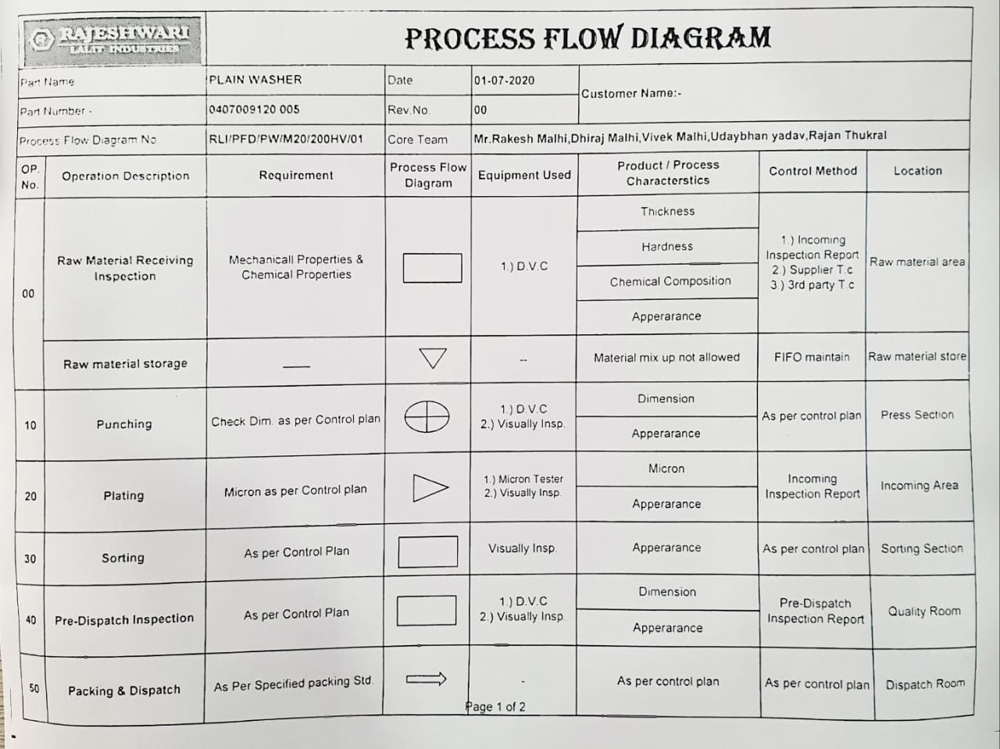 RAJESHWARI
LALIT INDUSTRIES
PROCESS FLOW DIAGRAM
Part Name
PLAIN WASHER
Date
01-07-2020
Customer Name:-
Part Number -
0407009120 005
Rev.No.
00
Process Flow Diagram No
RLI/PFD/PW/M20/200HV/01
Core Team
Mr.Rakesh Malhi,Dhiraj Malhi,Vivek Malhi,Udaybhan yadav,Rajan Thukral
OP.
No.
Operation Description
Requirement
Process Flow
Diagram
Equipment Used
Product / Process
Characterstics
Control Method
Location
00
Raw Material Receiving
Inspection
Mechanicall Properties &
Chemical Properties
1.) D.V.C
Thickness
Hardness
Chemical Composition
Apperarance
1.) Incoming
Inspection Report
2.) Supplier T.c
3.) 3rd party T.c
Raw material area
Raw material storage
--
Material mix up not allowed
FIFO maintain
Raw material store
10
Punching
Check Dim. as per Control plan
1.) D.V.C
2.) Visually Insp.
Dimension
Apperarance
As per control plan
Press Section
20
Plating
Micron as per Control plan
1.) Micron Tester
2.) Visually Insp.
Micron
Apperarance
Incoming
Inspection Report
Incoming Area
30
Sorting
As per Control Plan
Visually Insp.
Apperarance
As per control plan
Sorting Section
40
Pre-Dispatch Inspection
As per Control Plan
1.) D.V.C
2.) Visually Insp.
Dimension
Apperarance
Pre-Dispatch
Inspection Report
Quality Room
50
Packing & Dispatch
As Per Specified packing Std.
-
As per control plan
As per control plan
Dispatch Room
Page 1 of 2